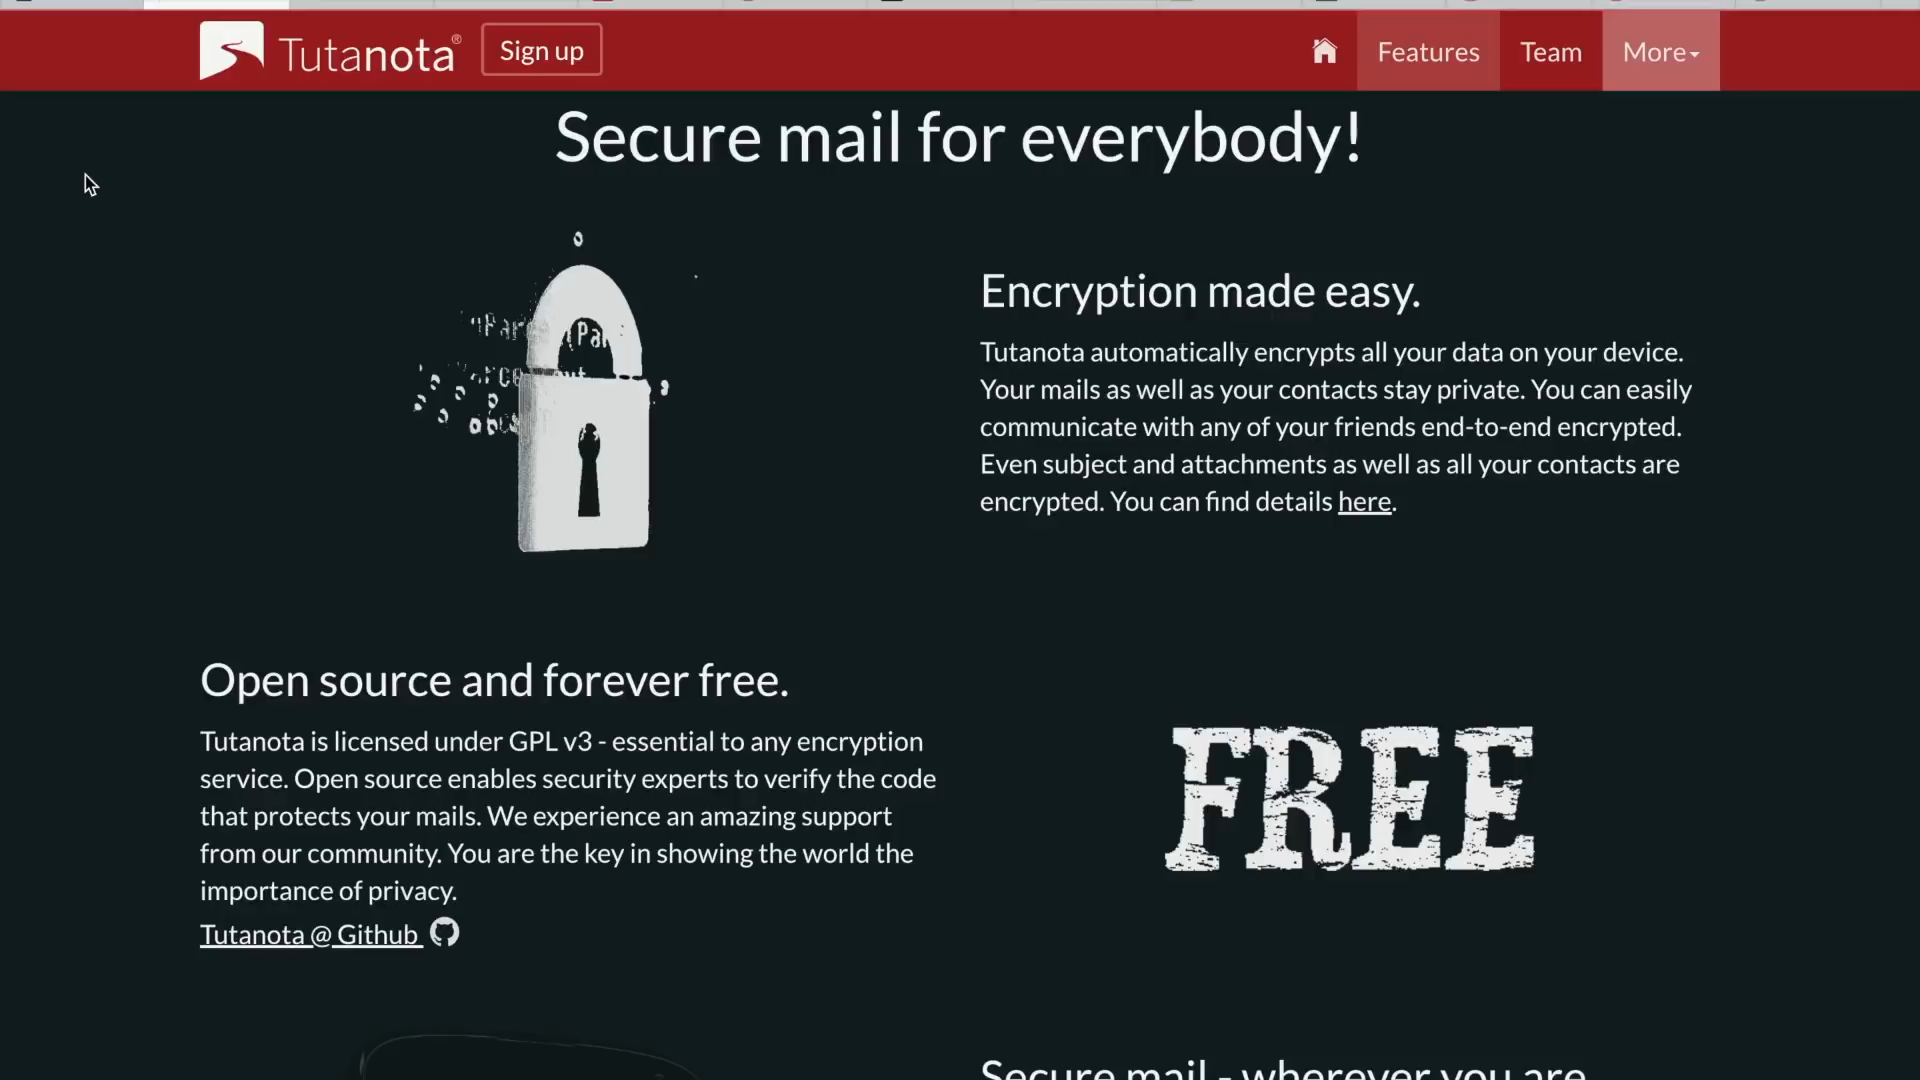 Tutanota® Sign up Features Team More
Secure mail for everybody!
Encryption made easy.
Tutanota automatically encrypts all your data on your device.
Your mails as well as your contacts stay private. You can easily
communicate with any of your friends end-to-end encrypted.
Even subject and attachments as well as all your contacts are
encrypted. You can find details here.
Open source and forever free.
Tutanota is licensed under GPL v3 - essential to any encryption
service. Open source enables security experts to verify the code
that protects your mails. We experience an amazing support
from our community. You are the key in showing the world the
importance of privacy.
Tutanota @ Github
FREE
Secure mail - wherever you are